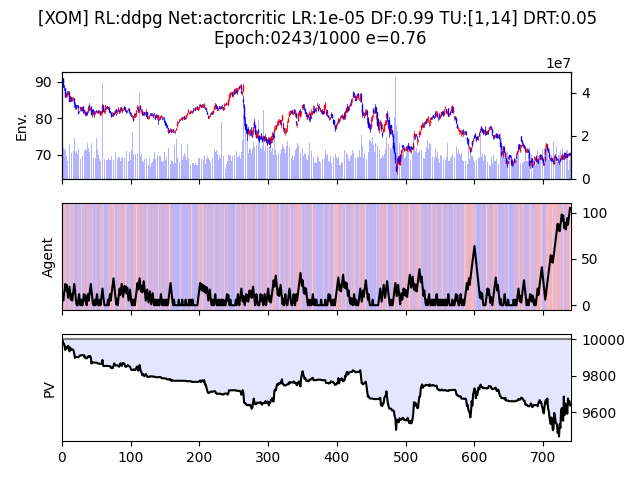 [XOM] RL:ddpg Net:actorcritic LR:1e-05 DF:0.99 TU:[1,14] DRT:0.05
Epoch:0243/1000 e=0.76
1e7
Env.
90
80
70
4
2
0
Agent
100
50
0
PV
10000
9800
9600
0 100 200 300 400 500 600 700